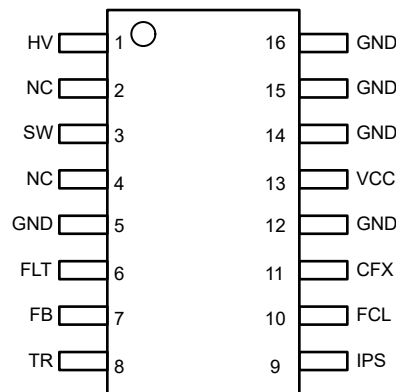 HV 1 16 GND
NC 2 15 GND
SW 3 14 GND
NC 4 13 VCC
GND 5 12 GND
FLT 6 11 CFX
FB 7 10 FCL
TR 8 9 IPS